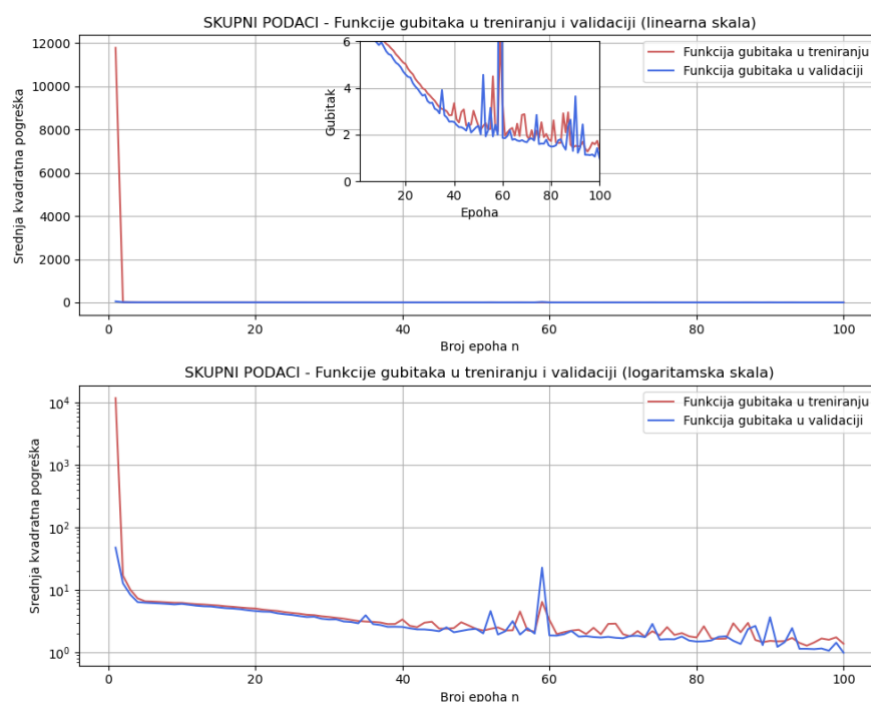 SKUPNI PODACI - Funkcije gubitaka u treniranju i validaciji (linearna skala)
Srednja kvadratna pogreška
12000
10000
8000
6000
4000
2000
0
Gubitak
6
4
2
0
20 40 60 80 100
Epoha
Funkcija gubitaka u treniranju
Funkcija gubitaka u validaciji
0 20 40 60 80 100
Broj epoha n
SKUPNI PODACI - Funkcije gubitaka u treniranju i validaciji (logaritamska skala)
Srednja kvadratna pogreška
10⁴
10³
10²
10¹
10⁰
Funkcija gubitaka u treniranju
Funkcija gubitaka u validaciji
0 20 40 60 80 100
Broj epoha n